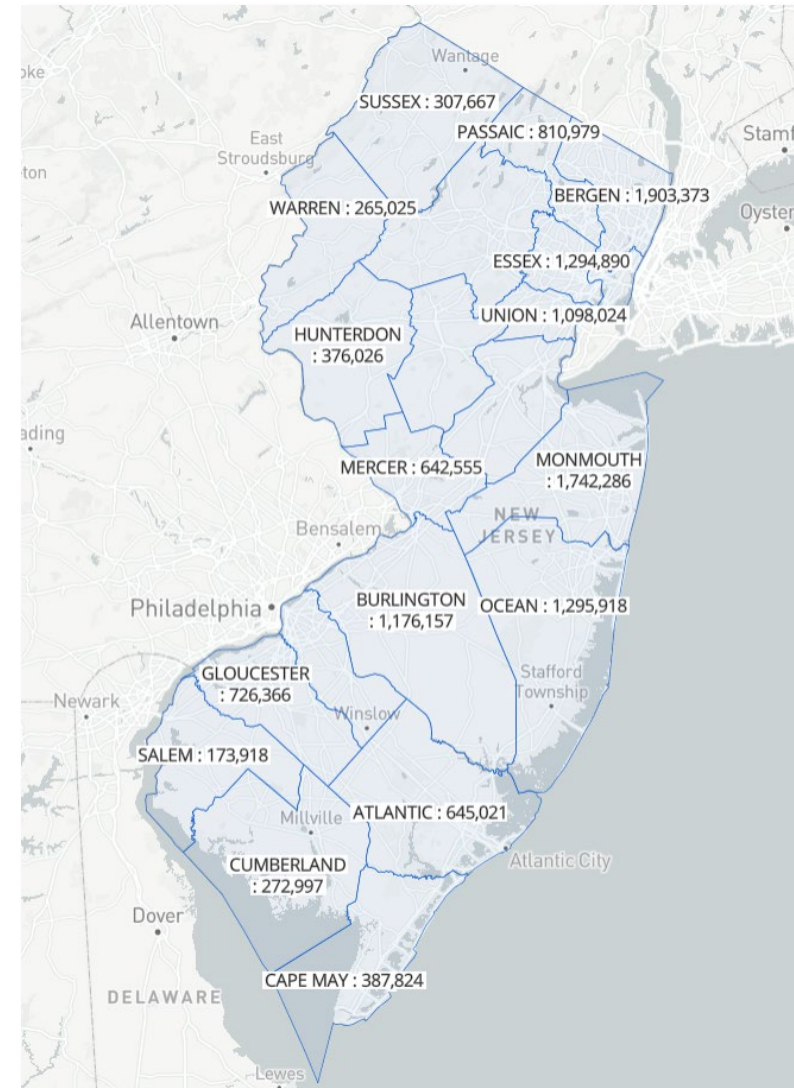 Wantage
oke
SUSSEX : 307,667
PASSAIC : 810,979
Stamf
East
Stroudsburg
ton
BERGEN : 1,903,373
WARREN : 265,025
Oyster
ESSEX : 1,294,890
UNION : 1,098,024
Allentown
HUNTERDON
: 376,026
ading
MERCER : 642,555
MONMOUTH
: 1,742,286
NEW
JERSEY
Bensalem
BURLINGTON
: 1,176,157
OCEAN : 1,295,918
Philadelphia
GLOUCESTER
: 726,366
Stafford
Township
Newark
Winslow
SALEM : 173,918
ATLANTIC : 645,021
Millville
CUMBERLAND
: 272,997
Atlantic City
Dover
CAPE MAY : 387,824
DELAWARE
Lewes